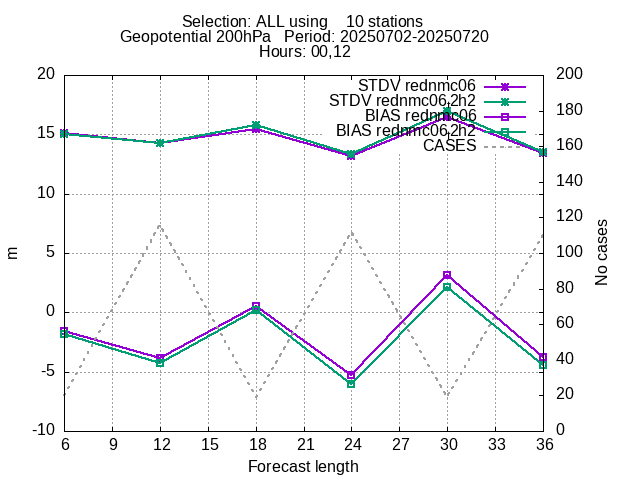 Selection: ALL using    10 stations
Geopotential 200hPa   Period: 20250702-20250720
Hours: 00,12
STDV rednmc06
STDV rednmc06,2h2
BIAS rednmc06
BIAS rednmc06,2h2
CASES
20
15
10
5
0
-5
-10
200
180
160
140
120
100
80
60
40
20
0
m
No cases
6 9 12 15 18 21 24 27 30 33 36
Forecast length